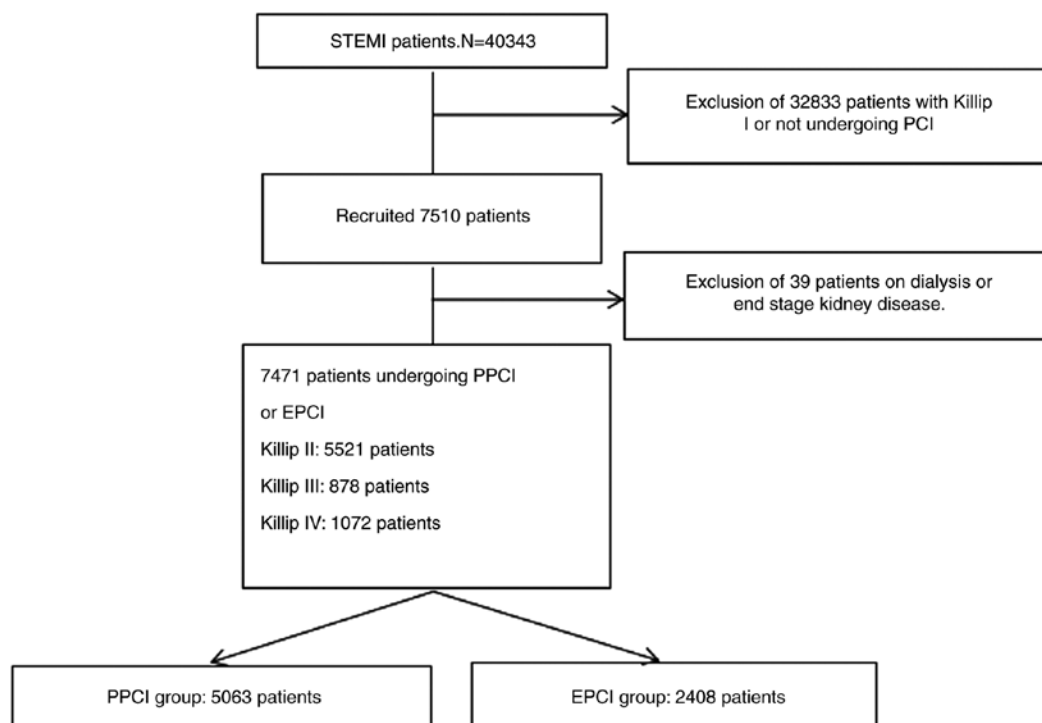 STEMI patients.N=40343
Exclusion of 32833 patients with Killip
I or not undergoing PCI
Recruited 7510 patients
Exclusion of 39 patients on dialysis or
end stage kidney disease.
7471 patients undergoing PPCI
or EPCI
Killip II: 5521 patients
Killip III: 878 patients
Killip IV: 1072 patients
PPCI group: 5063 patients
EPCI group: 2408 patients